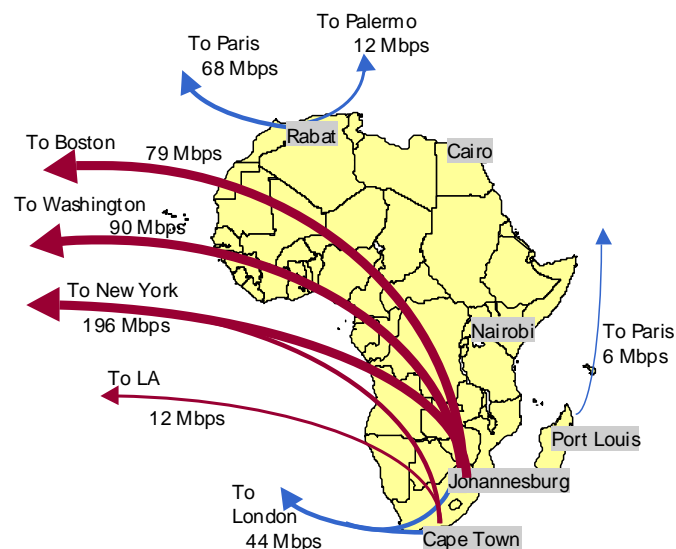 To Paris
68 Mbps
To Palermo
12 Mbps
Rabat
Cairo
To Boston
79 Mbps
To Washington
90 Mbps
To New York
196 Mbps
Nairobi
To Paris
6 Mbps
To LA
12 Mbps
Port Louis
Johannesburg
To
London
44 Mbps
Cape Town